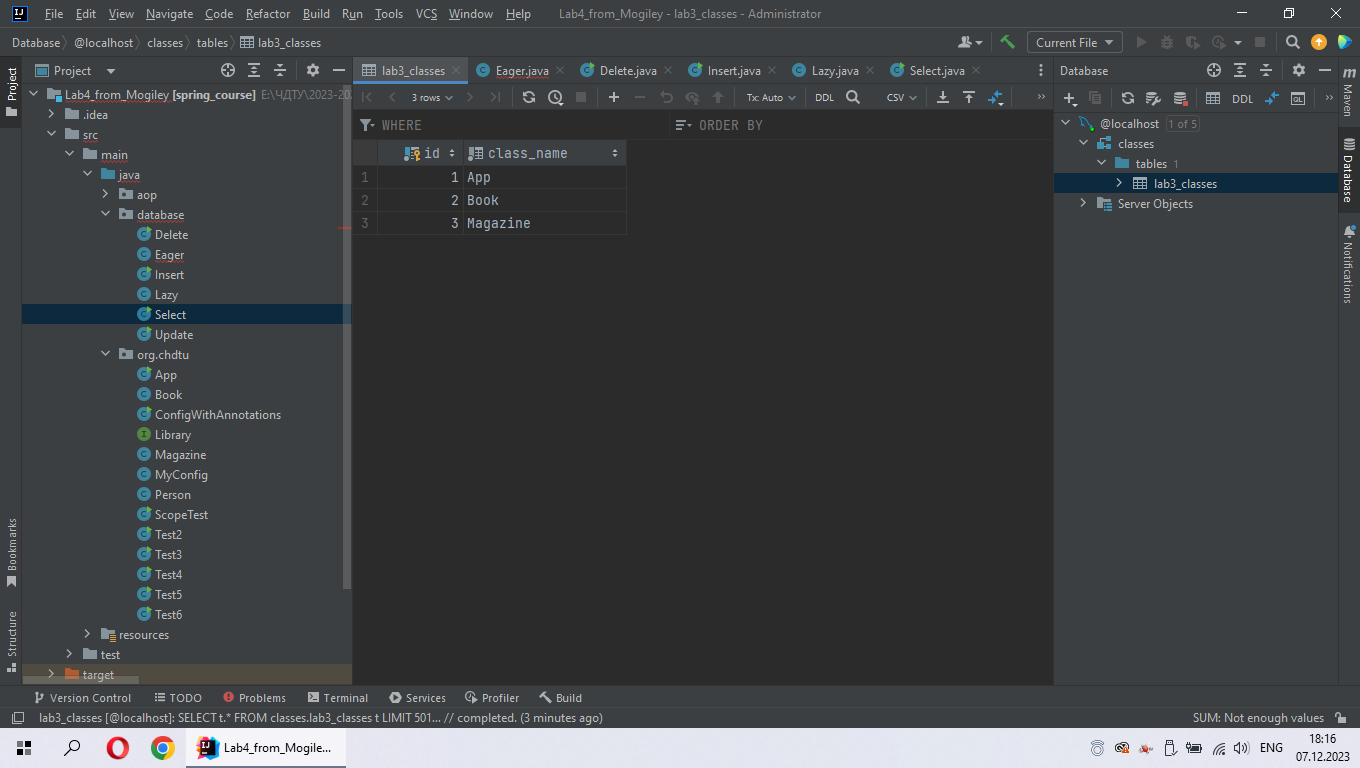 File Edit View Navigate Code Refactor Build Run Tools VCS Window Help Lab4_from_Mogiley - lab3_classes - Administrator
Database @localhost classes tables lab3_classes Current File
Project
Project
lab3_classes Eager.java Delete.java Insert.java Lazy.java Select.java
Database
Lab4_from_Mogiley [spring_course] E:\ЧДТУ\2023-20
3 rows Tx: Auto DDL CSV
DDL
.idea
src
main
java
aop
database
Delete
Eager
Insert
Lazy
Select
Update
org.chdtu
App
Book
ConfigWithAnnotations
Library
Magazine
MyConfig
Person
ScopeTest
Test2
Test3
Test4
Test5
Test6
resources
test
target
WHERE ORDER BY
id class_name
1 1 App
2 2 Book
3 3 Magazine
@localhost 1 of 5
classes
tables 1
lab3_classes
Server Objects
Maven
Database
Notifications
Bookmarks
Structure
Version Control TODO Problems Terminal Services Profiler Build
lab3_classes [@localhost]: SELECT t.* FROM classes.lab3_classes t LIMIT 501... // completed. (3 minutes ago) SUM: Not enough values
Lab4_from_Mogile... ENG 18:16
07.12.2023